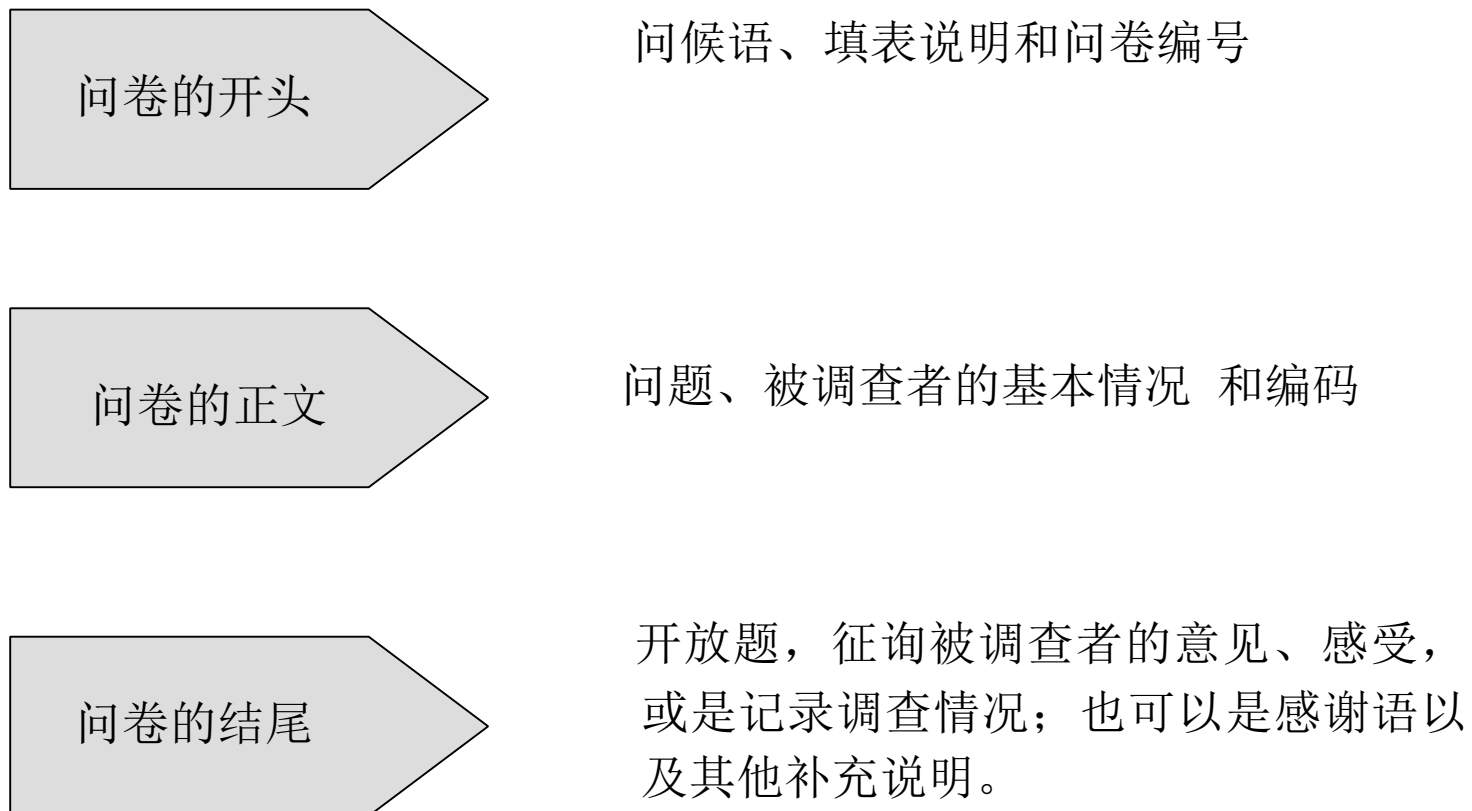 问候语、填表说明和问卷编号
问卷的开头
问题、被调查者的基本情况 和编码
问卷的正文
开放题，征询被调查者的意见、感受，
或是记录调查情况；也可以是感谢语以
及其他补充说明。
问卷的结尾